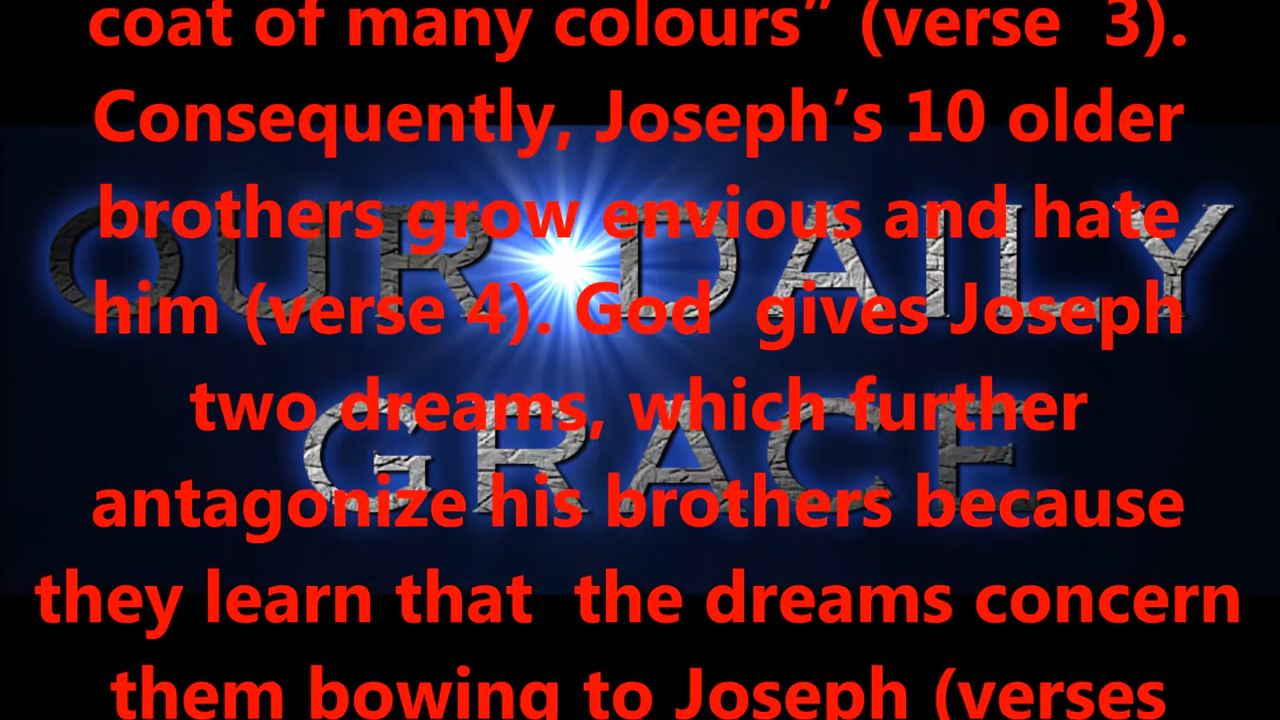 coat of many colours” (verse  3).
Consequently, Joseph’s 10 older
brothers grow envious and hate
him (verse 4). God  gives Joseph
two dreams, which further
antagonize his brothers because
they learn that  the dreams concern
them bowing to Joseph (verses
OUR DAILY
GRACE